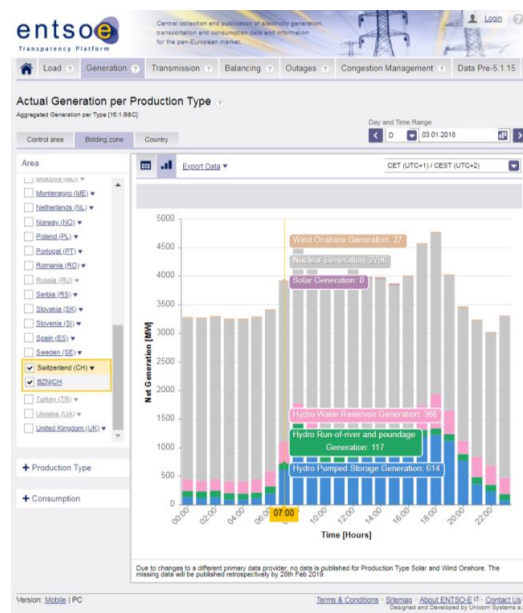 entsoe
Transparency Platform
Central collection and publication of electricity generation,
transportation and consumption data and information
for the pan-European market.
Login
Load ? Generation ? Transmission ? Balancing ? Outages ? Congestion Management ? Data Pre-5.1.15
Actual Generation per Production Type ?
Aggregated Generation per Type [16.1.B&C]
Day and Time Range
Control area Bidding zone Country
D 03.01.2016
Area
Export Data
CET (UTC+1) / CEST (UTC+2)
Montenegro (ME)
Netherlands (NL)
Norway (NO)
Poland (PL)
Portugal (PT)
Romania (RO)
Russia (RU)
Serbia (RS)
Slovakia (SK)
Slovenia (SI)
Spain (ES)
Sweden (SE)
Switzerland (CH)
BZN|CH
Turkey (TR)
Ukraine (UA)
United Kingdom (UK)
+ Production Type
+ Consumption
Net Generation [MW]
5000
4500
4000
3500
3000
2500
2000
1500
1000
500
0
Wind Onshore Generation: 27
Nuclear Generation: 2796
Solar Generation: 0
Hydro Water Reservoir Generation: 366
Hydro Run-of-river and poundage
Generation: 117
Hydro Pumped Storage Generation: 614
00:00 02:00 04:00 06:00 07:00 08:00 10:00 12:00 14:00 16:00 18:00 20:00 22:00
Time [Hours]
Due to changes to a different primary data provider, no data is published for Production Type Solar and Wind Onshore. The
missing data will be published retrospectively by 28th Feb 2019.
Version: Mobile | PC
Terms & Conditions · Sitemap · About ENTSO-E · Contact Us
Designed and Developed by Unicorn Systems